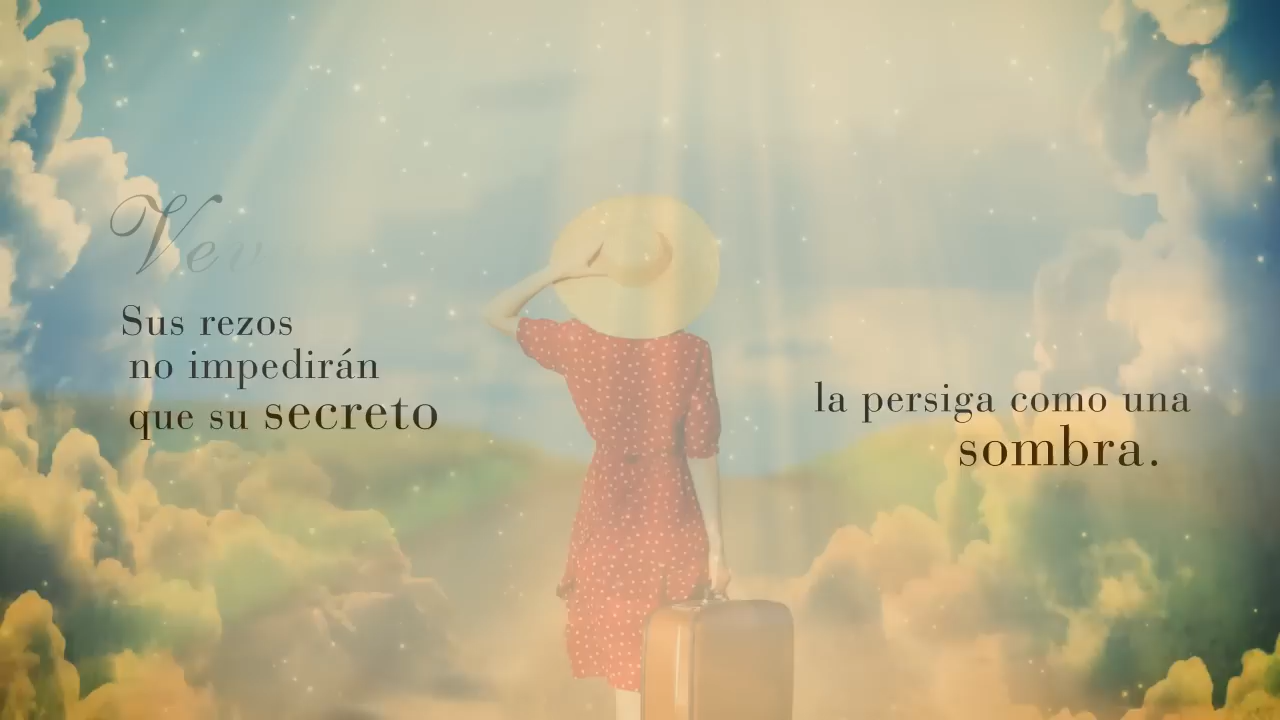 Sus rezos
no impedirán
que su secreto
la persiga como una
sombra.